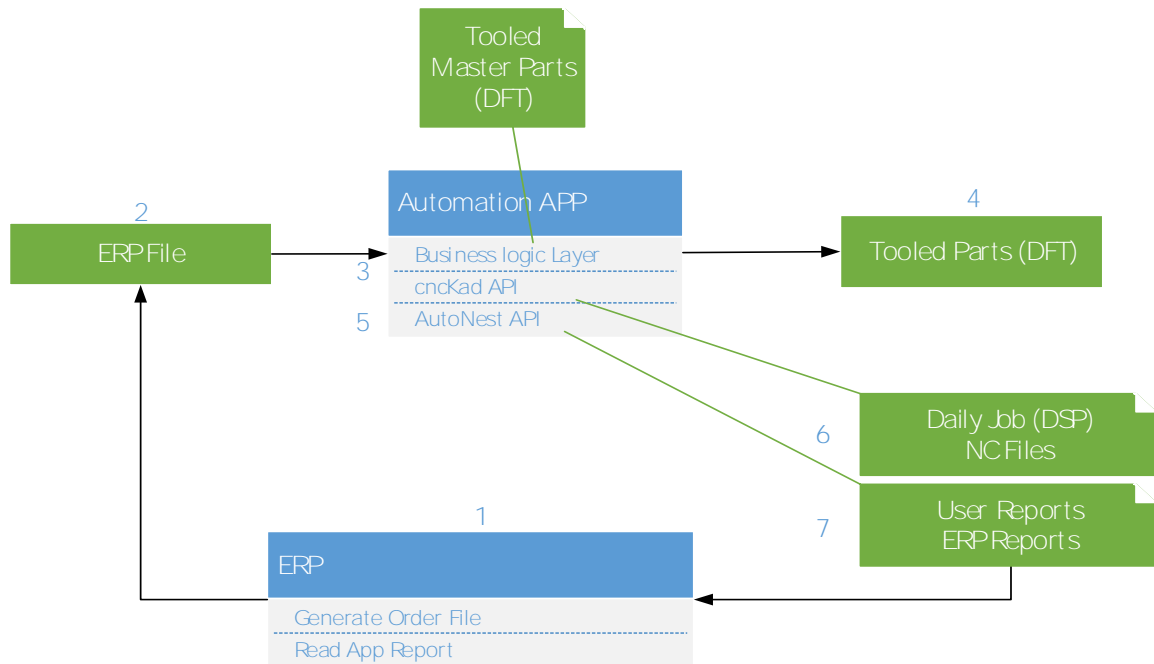 Tooled
Master Parts
(DFT)
Automation APP
2
4
ERP File
Business logic Layer
Tooled Parts (DFT)
3
cncKad API
5
AutoNest API
Daily Job (DSP)
6
NC Files
User Reports
1
7
ERP Reports
ERP
Generate Order File
Read App Report